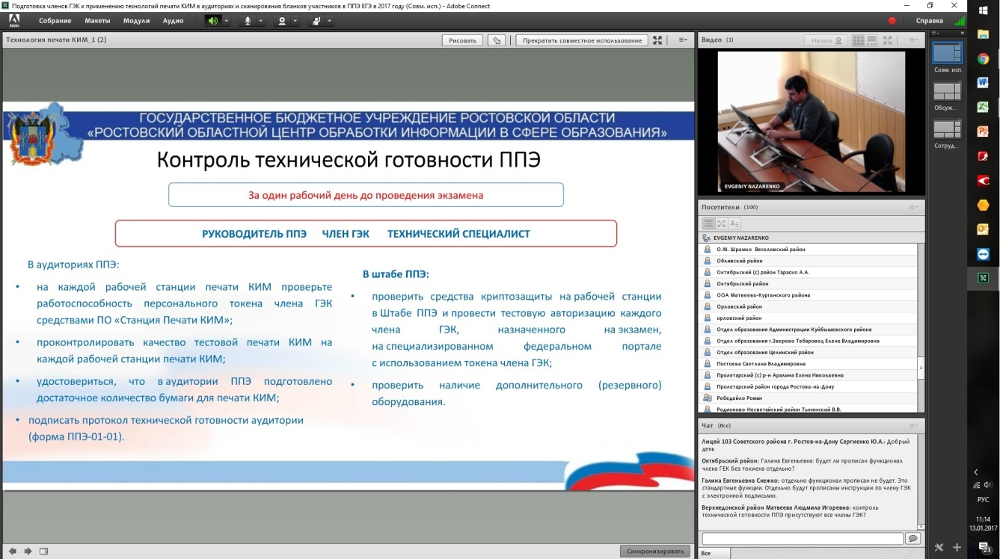 Подготовка членов ГЭК к применению технологий печати КИМ в аудиториях и сканирования бланков участников в ППЭ ЕГЭ в 2017 году (Совм. исп.) - Adobe Connect
Adobe
Собрание Макеты Модули Аудио
Справка
Технология печати КИМ_1 (2)
Рисовать
Прекратить совместное использование
ГОСУДАРСТВЕННОЕ БЮДЖЕТНОЕ УЧРЕЖДЕНИЕ РОСТОВСКОЙ ОБЛАСТИ
«РОСТОВСКИЙ ОБЛАСТНОЙ ЦЕНТР ОБРАБОТКИ ИНФОРМАЦИИ В СФЕРЕ ОБРАЗОВАНИЯ»
Контроль технической готовности ППЭ
За один рабочий день до проведения экзамена
РУКОВОДИТЕЛЬ ППЭ ЧЛЕН ГЭК ТЕХНИЧЕСКИЙ СПЕЦИАЛИСТ
В аудиториях ППЭ:
• на каждой рабочей станции печати КИМ проверьте
работоспособность персонального токена члена ГЭК
средствами ПО «Станция Печати КИМ»;
• проконтролировать качество тестовой печати КИМ на
каждой рабочей станции печати КИМ;
• удостовериться, что в аудитории ППЭ подготовлено
достаточное количество бумаги для печати КИМ;
• подписать протокол технической готовности аудитории
(форма ППЭ-01-01).
В штабе ППЭ:
• проверить средства криптозащиты на рабочей станции
в Штабе ППЭ и провести тестовую авторизацию каждого
члена ГЭК, назначенного на экзамен,
на специализированном федеральном портале
с использованием токена члена ГЭК;
• проверить наличие дополнительного (резервного)
оборудования.
Синхронизировать
Видео (1)
Начать
EVGENIY NAZARENKO
Посетители (100)
EVGENIY NAZARENKO
О.М. Шрамко Веселовский район
Обливский район
Октябрьский (с) район Тараско А.А.
Октябрьский район
ООА Матвеево-Курганского района
Орловский район
орловский район
Отдел образования Администрации Куйбышевского района
Отдел образования г.Зверево Табаровец Елена Владимировна
Отдел образования Целинский район
Постоева Светлана Владимировна
Пролетарский (с) р-н Аралина Елена Николаевна
Пролетарский район города Ростова-на-Дону
Ребедайло Роман
Родионово-Несветайский район Тынянский В.В.
Чат (Все)
Лицей 103 Советского района г. Ростов-на-Дону Сергиенко Ю.А.: Добрый
день
Октябрьский район: Галина Евгеньевна: будет ли прописан функционал
члена ГЕК без токиена отдельно?
Галина Евгеньевна Снежко: отдельно функционал прописан не будет. Это
стандартные функции. Отдельно будут прописаны инструкции по члену ГЭК
с электронной подписьмю.
Верхнедонской район Матвеева Людмила Игоревна: контроль
технической готовности ППЭ присутствуют все члены ГЭК?
Все
Совм. исп.
Обсуж...
Сотруд...
РУС
11:14
13.01.2017
23